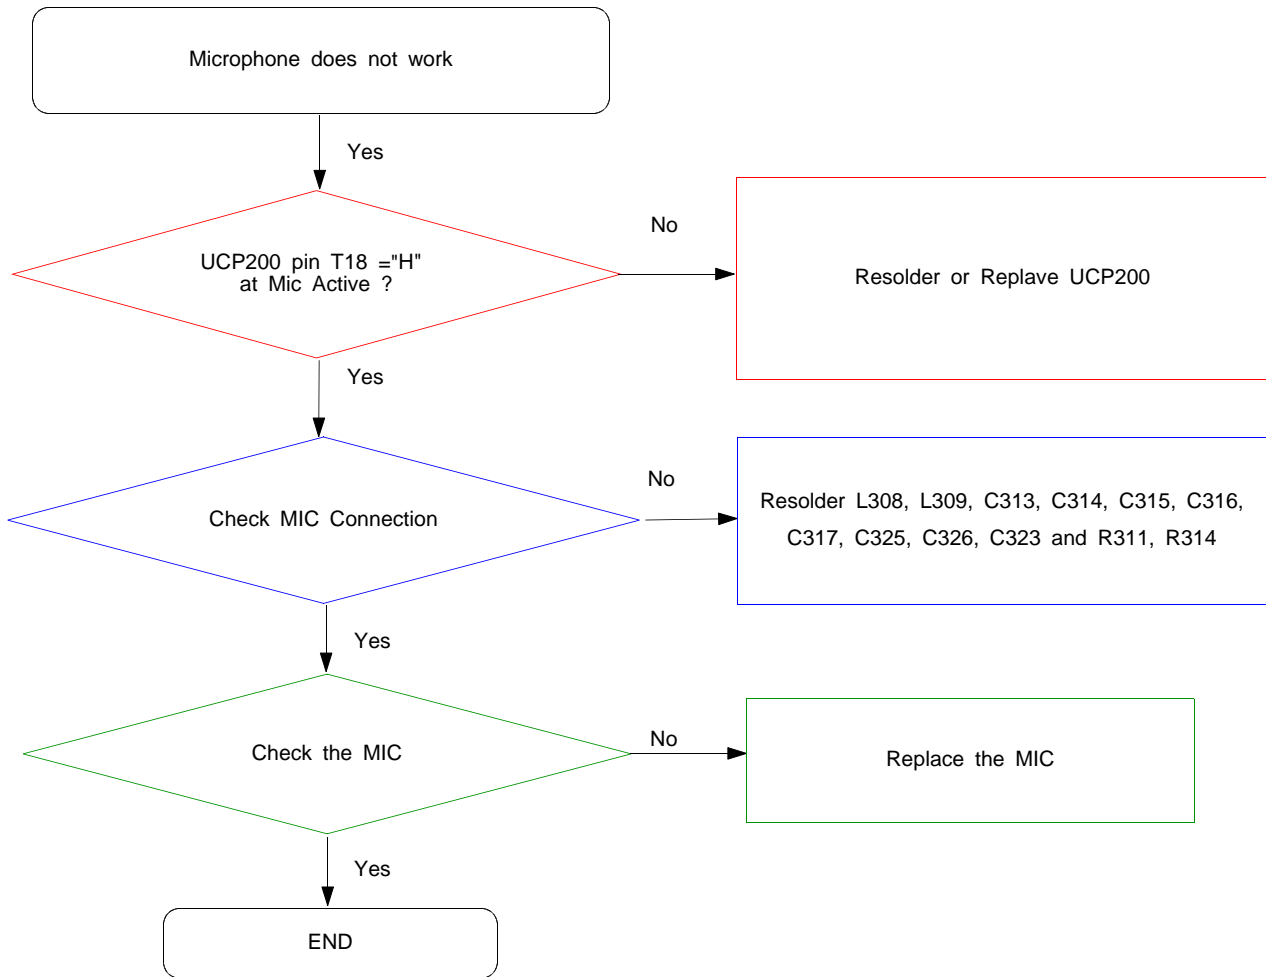 Microphone does not work
Yes
UCP200 pin T18 ="H"
at Mic Active ?
No
Resolder or Replave UCP200
Yes
Check MIC Connection
No
Resolder L308, L309, C313, C314, C315, C316,
C317, C325, C326, C323 and R311, R314
Yes
Check the MIC
No
Replace the MIC
Yes
END